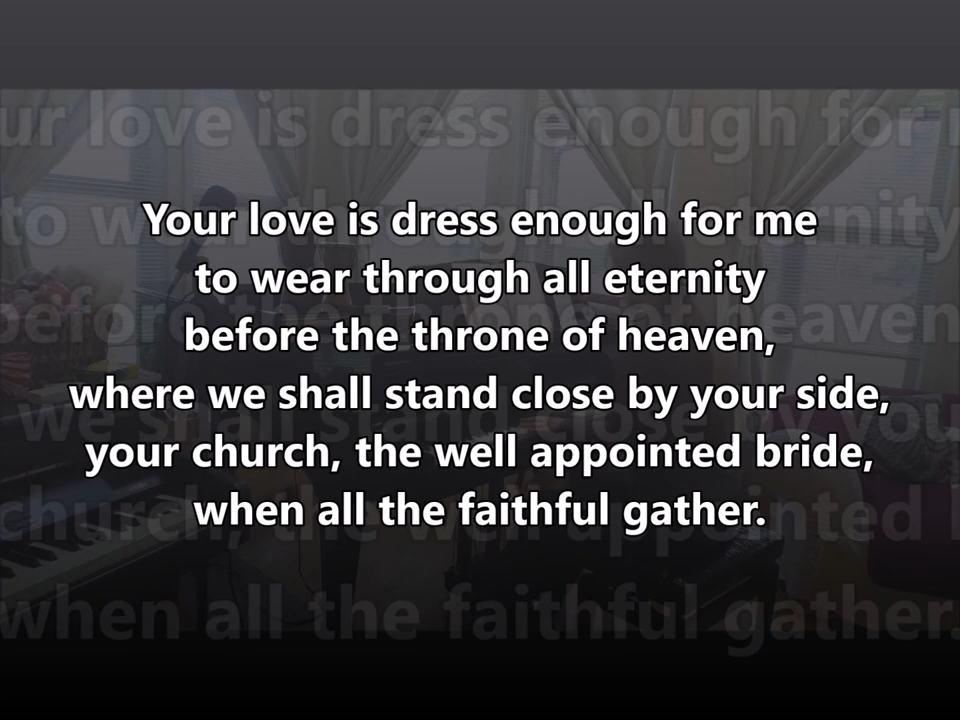 Your love is dress enough for me
to wear through all eternity
before the throne of heaven,
where we shall stand close by your side,
your church, the well appointed bride,
when all the faithful gather.